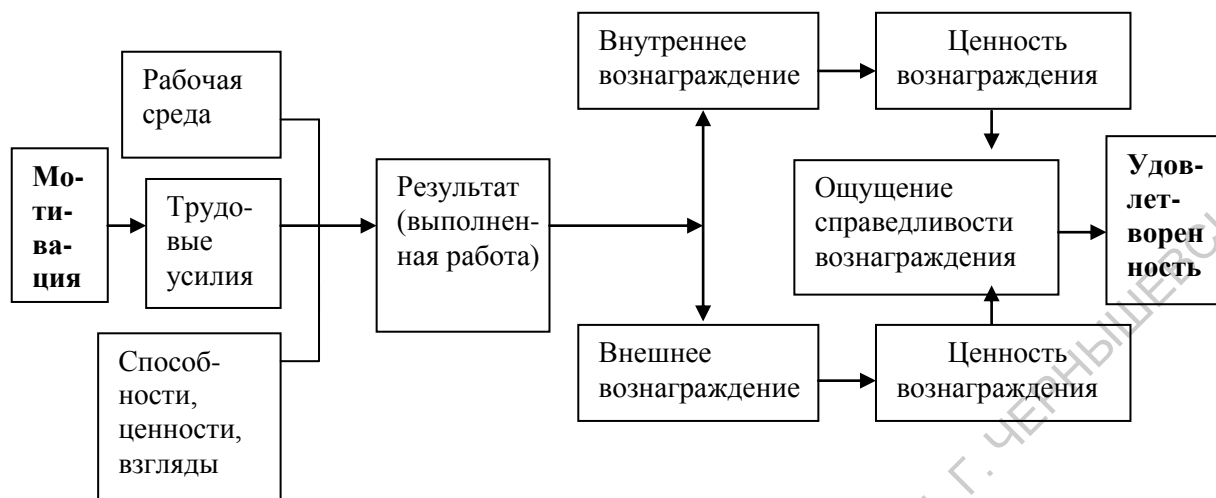 Мо-
ти-
ва-
ция
Рабочая
среда
Трудо-
вые
усилия
Способ-
ности,
ценности,
взгляды
Результат
(выполнен-
ная работа)
Внутреннее
вознаграждение
Ценность
вознаграждения
Ощущение
справедливости
вознаграждения
Внешнее
вознаграждение
Ценность
вознаграждения
Удов-
лет-
ворен
ность
Г. ЧЕРНЫШЕВС